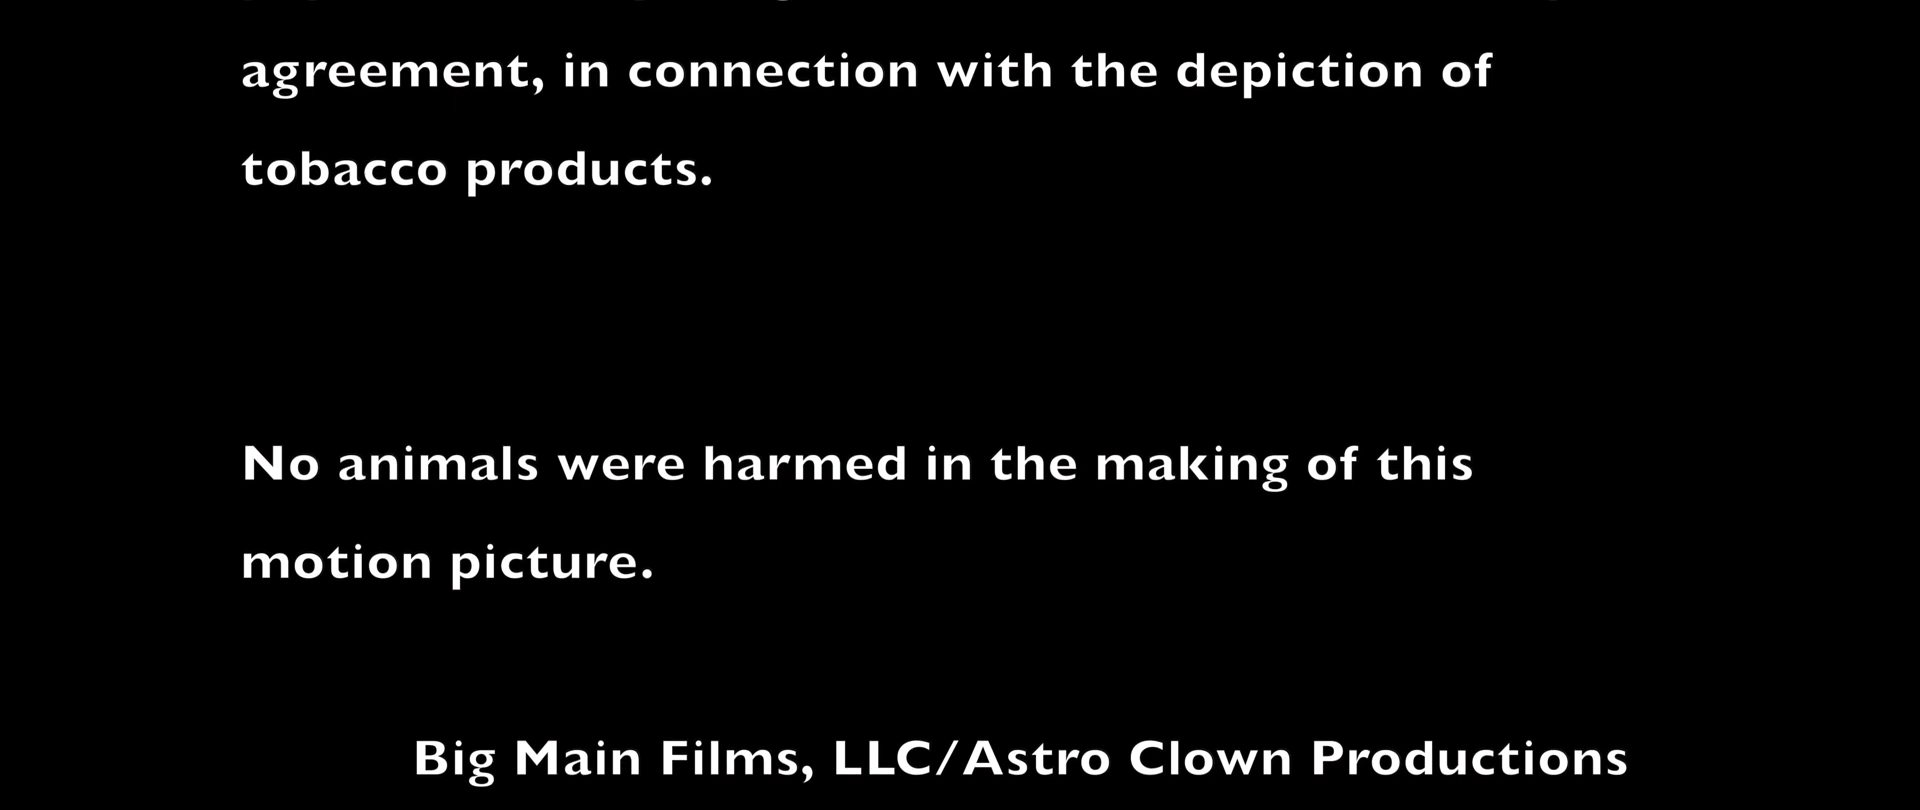 agreement, in connection with the depiction of
tobacco products.
No animals were harmed in the making of this
motion picture.
Big Main Films, LLC/Astro Clown Productions